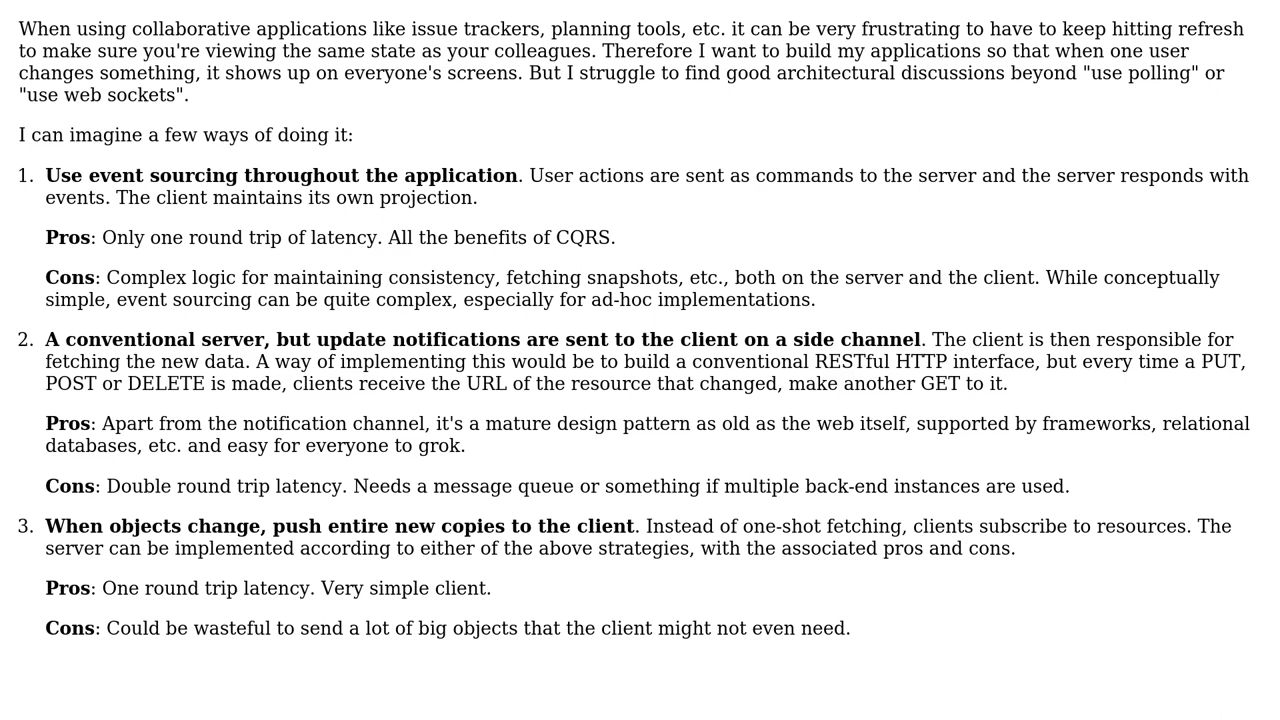 When using collaborative applications like issue trackers, planning tools, etc. it can be very frustrating to have to keep hitting refresh
to make sure you're viewing the same state as your colleagues. Therefore I want to build my applications so that when one user
changes something, it shows up on everyone's screens. But I struggle to find good architectural discussions beyond "use polling" or
"use web sockets".
I can imagine a few ways of doing it:
1. Use event sourcing throughout the application. User actions are sent as commands to the server and the server responds with
events. The client maintains its own projection.
Pros: Only one round trip of latency. All the benefits of CQRS.
Cons: Complex logic for maintaining consistency, fetching snapshots, etc., both on the server and the client. While conceptually
simple, event sourcing can be quite complex, especially for ad-hoc implementations.
2. A conventional server, but update notifications are sent to the client on a side channel. The client is then responsible for
fetching the new data. A way of implementing this would be to build a conventional RESTful HTTP interface, but every time a PUT,
POST or DELETE is made, clients receive the URL of the resource that changed, make another GET to it.
Pros: Apart from the notification channel, it's a mature design pattern as old as the web itself, supported by frameworks, relational
databases, etc. and easy for everyone to grok.
Cons: Double round trip latency. Needs a message queue or something if multiple back-end instances are used.
3. When objects change, push entire new copies to the client. Instead of one-shot fetching, clients subscribe to resources. The
server can be implemented according to either of the above strategies, with the associated pros and cons.
Pros: One round trip latency. Very simple client.
Cons: Could be wasteful to send a lot of big objects that the client might not even need.